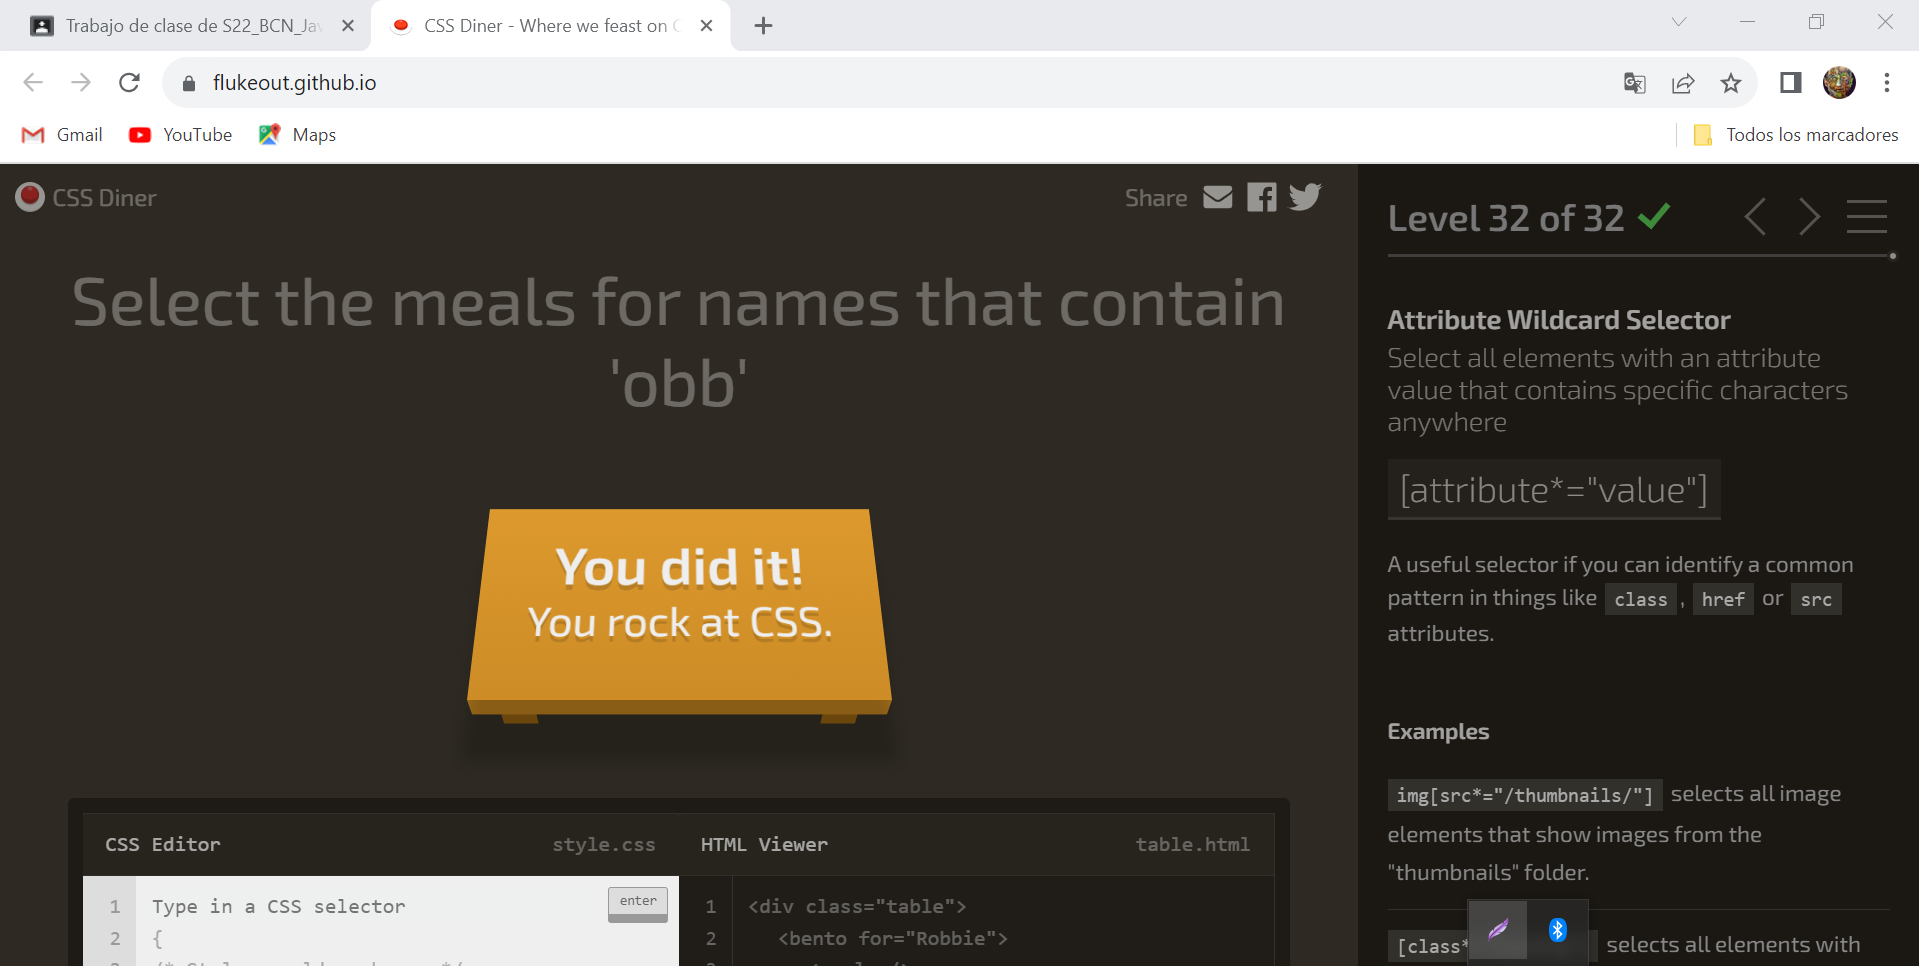 Trabajo de clase de S22_BCN_Jav
CSS Diner - Where we feast on
flukeout.github.io
Gmail
YouTube
Maps
Todos los marcadores
CSS Diner
Share
Select the meals for names that contain
'obb'
You did it!
You rock at CSS.
CSS Editor
style.css
HTML Viewer
table.html
1
Type in a CSS selector
enter
2
{
1
<div class="table">
2
<bento for="Robbie">
Level 32 of 32
Attribute Wildcard Selector
Select all elements with an attribute
value that contains specific characters
anywhere
[attribute*="value"]
A useful selector if you can identify a common
pattern in things like class , href or src
attributes.
Examples
img[src*="/thumbnails/"] selects all image
elements that show images from the
"thumbnails" folder.
[class* selects all elements with